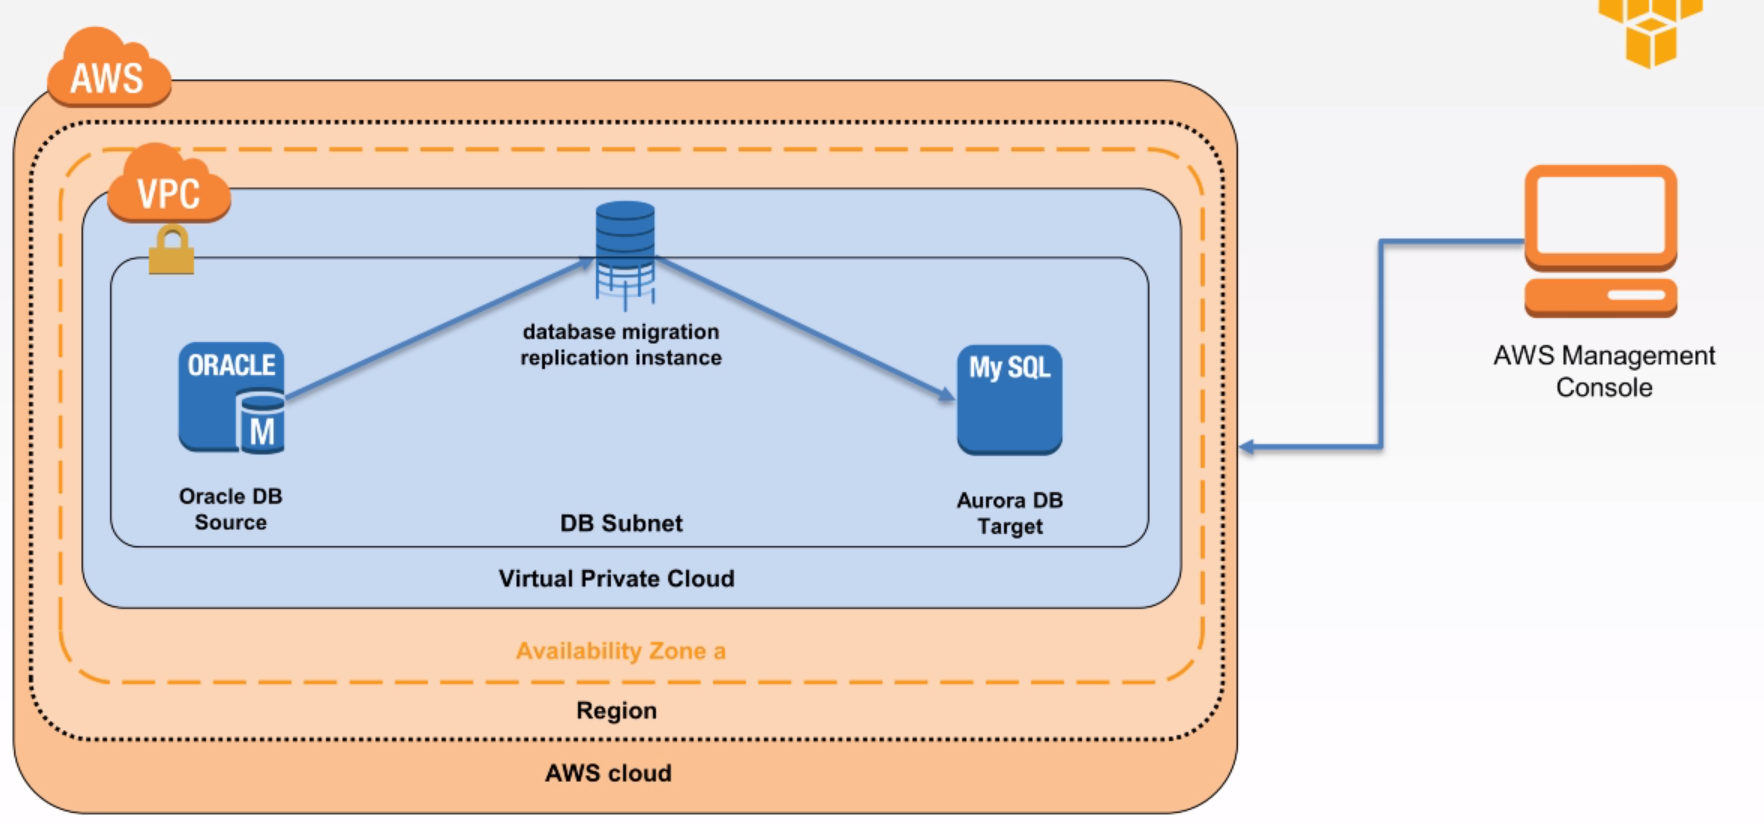 AWS
VPC
ORACLE
M
Oracle DB
Source
database migration
replication instance
My SQL
Aurora DB
Target
DB Subnet
Virtual Private Cloud
Availability Zone a
Region
AWS cloud
AWS Management
Console